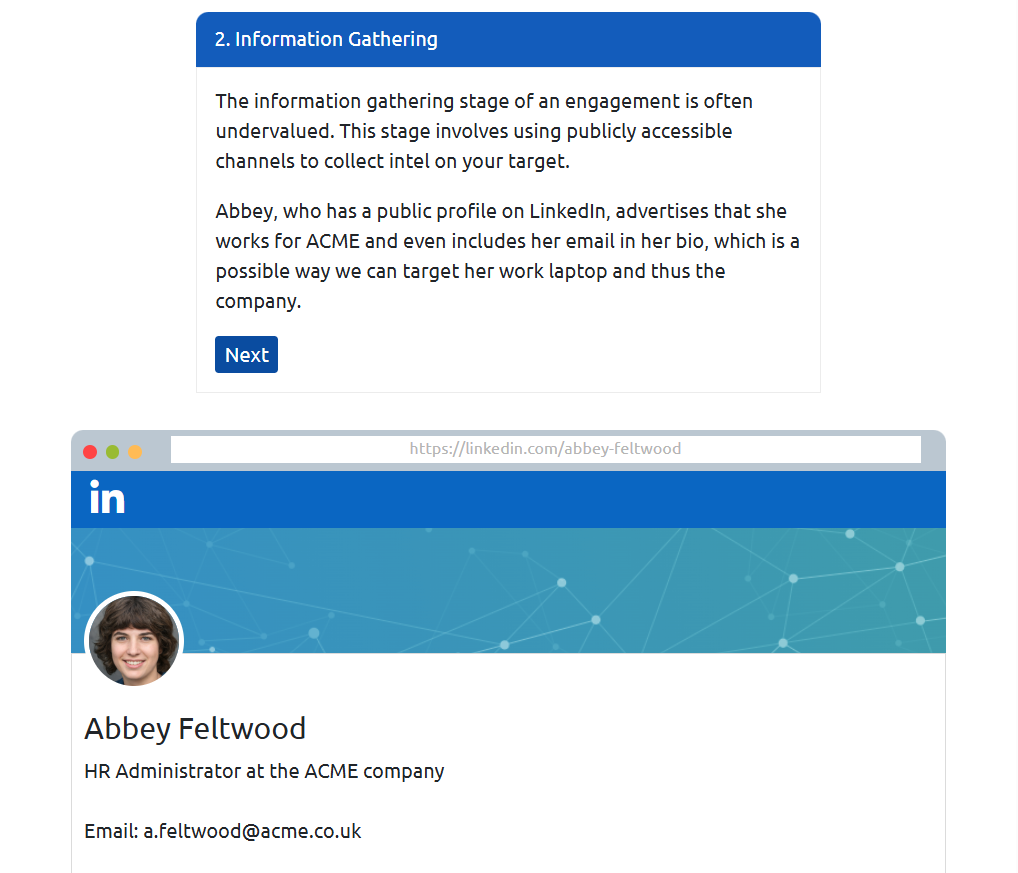 2. Information Gathering
The information gathering stage of an engagement is often
undervalued. This stage involves using publicly accessible
channels to collect intel on your target.
Abbey, who has a public profile on LinkedIn, advertises that she
works for ACME and even includes her email in her bio, which is a
possible way we can target her work laptop and thus the
company.
Next
https://linkedin.com/abbey-feltwood
in
Abbey Feltwood
HR Administrator at the ACME company
Email: a.feltwood@acme.co.uk